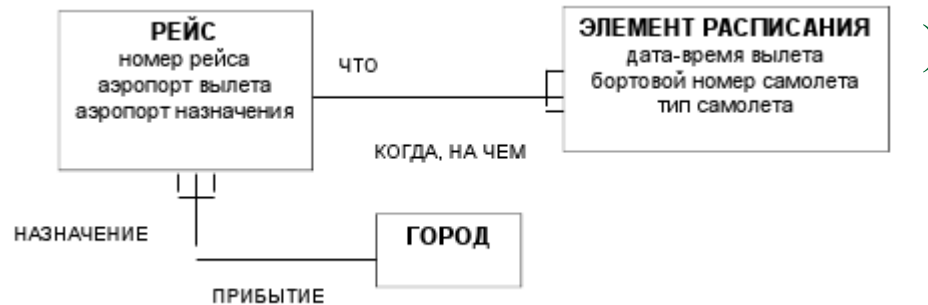 РЕЙС
номер рейса
аэропорт вылета
аэропорт назначения
ЧТО
ЭЛЕМЕНТ РАСПИСАНИЯ
дата-время вылета
бортовой номер самолета
тип самолета
КОГДА, НА ЧЕМ
НАЗНАЧЕНИЕ
ГОРОД
ПРИБЫТИЕ